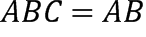 ABC = AB